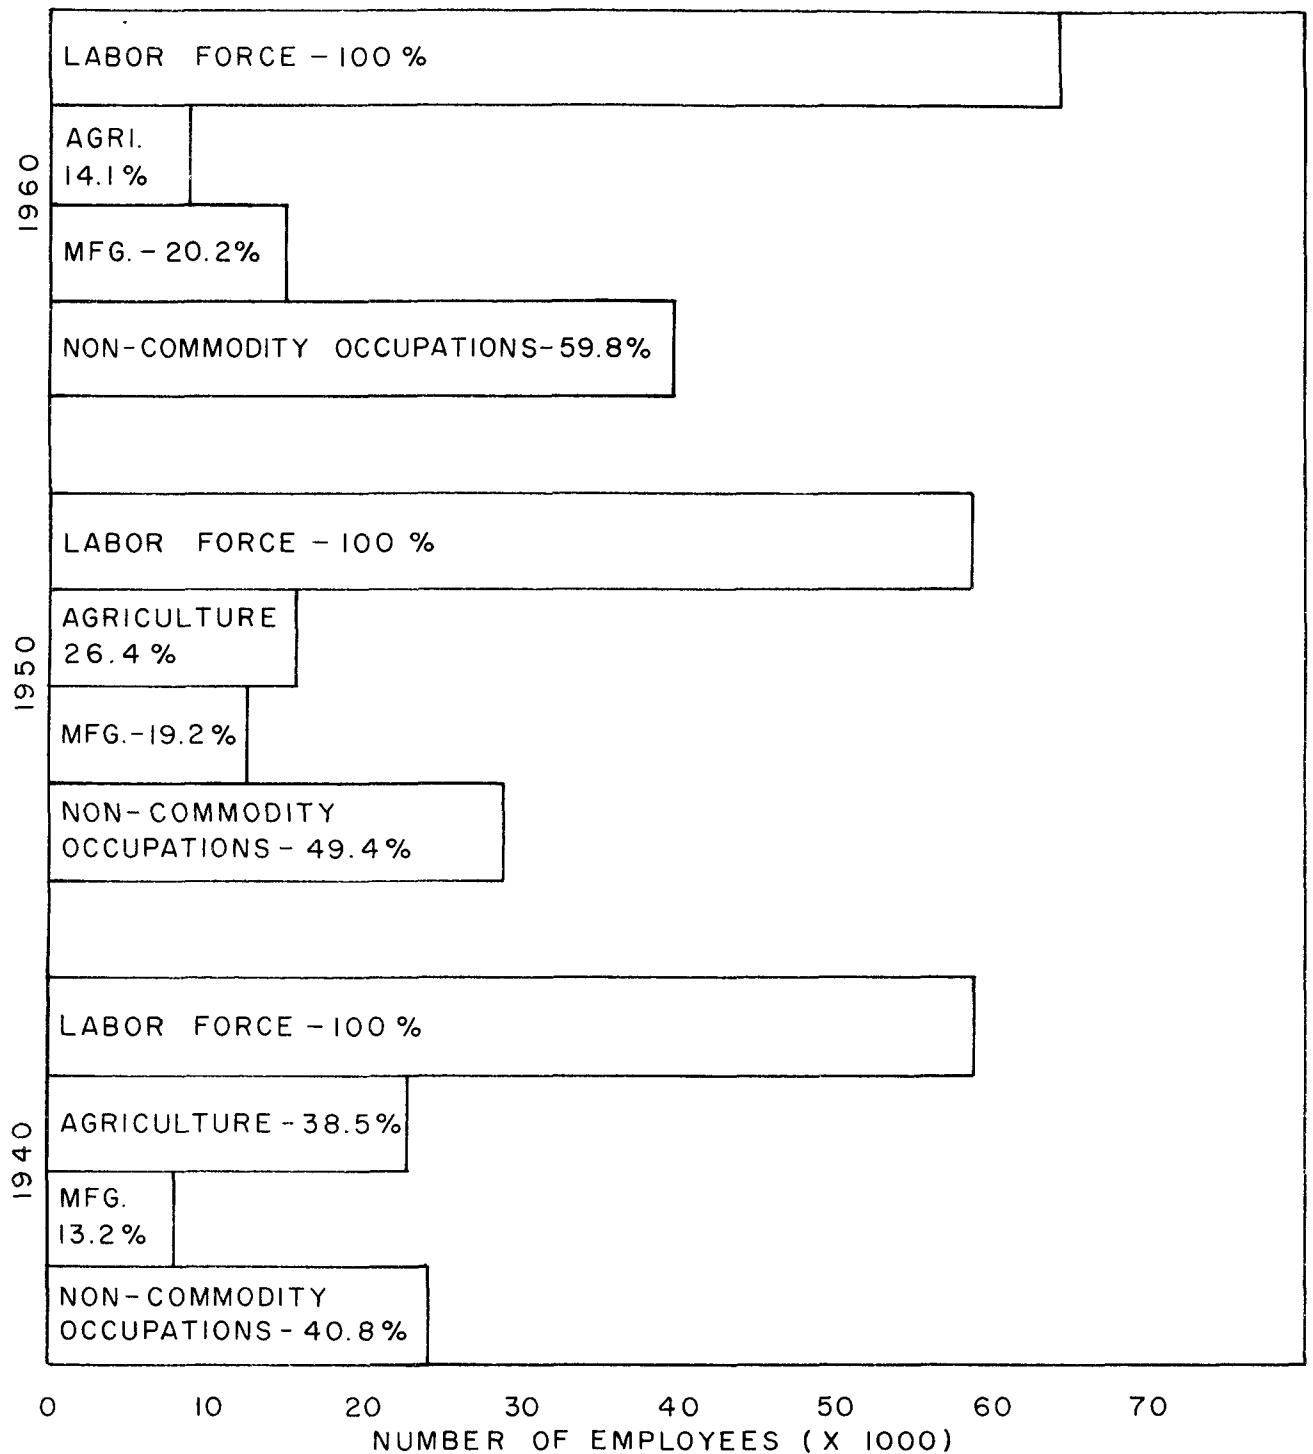 1960
LABOR FORCE - 100 %
AGRI.
14.1 %
MFG. - 20.2%
NON-COMMODITY OCCUPATIONS-59.8%
1950
LABOR FORCE - 100 %
AGRICULTURE
26.4 %
MFG.-19.2%
NON-COMMODITY
OCCUPATIONS - 49.4%
1940
LABOR FORCE - 100 %
AGRICULTURE - 38.5%
MFG.
13.2%
NON-COMMODITY
OCCUPATIONS - 40.8%
0 10 20 30 40 50 60 70
NUMBER OF EMPLOYEES (X 1000)